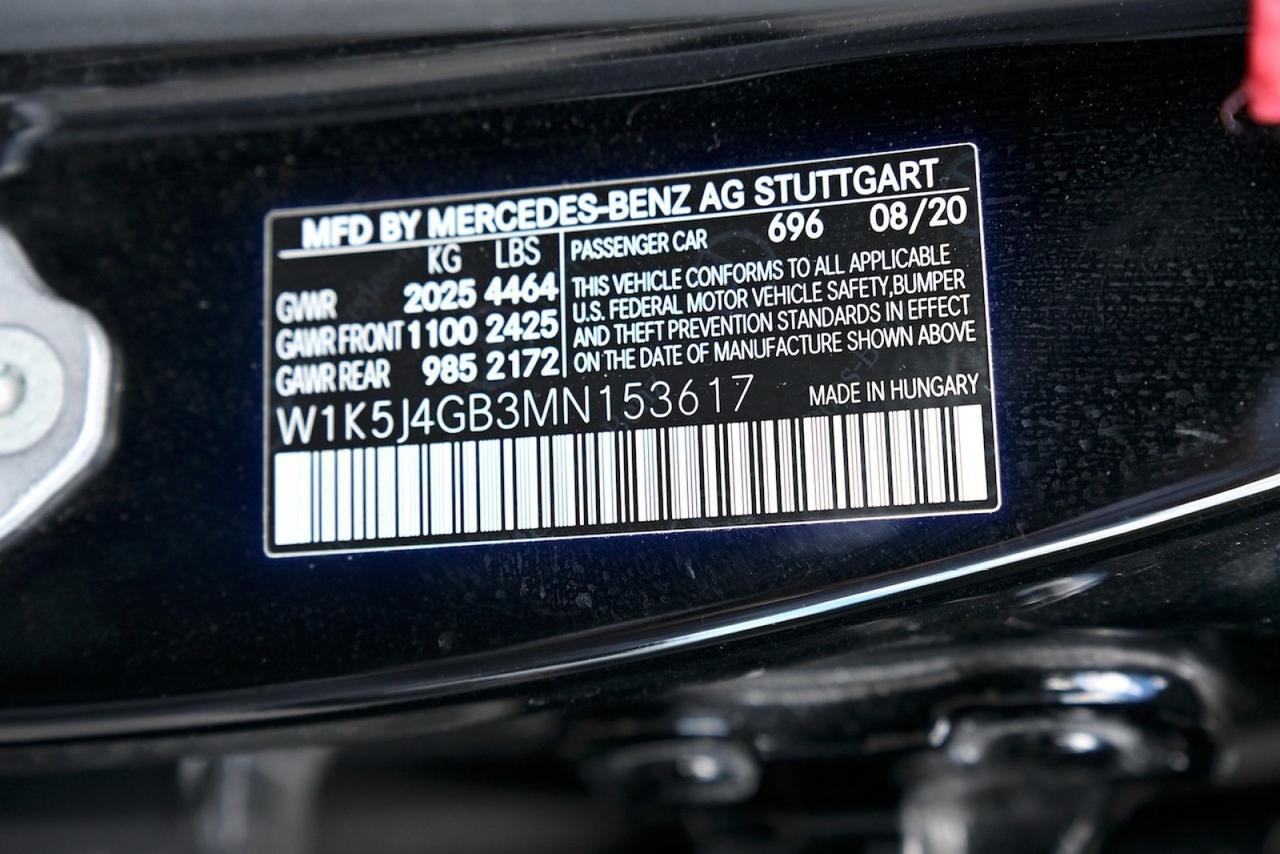 MFD BY MERCEDES-BENZ AG STUTTGART
KG LBS
GVWR 2025 4464
GAWR FRONT 1100 2425
GAWR REAR 985 2172
PASSENGER CAR 696 08/20
THIS VEHICLE CONFORMS TO ALL APPLICABLE
U.S. FEDERAL MOTOR VEHICLE SAFETY,BUMPER
AND THEFT PREVENTION STANDARDS IN EFFECT
ON THE DATE OF MANUFACTURE SHOWN ABOVE
W1K5J4GB3MN153617 MADE IN HUNGARY